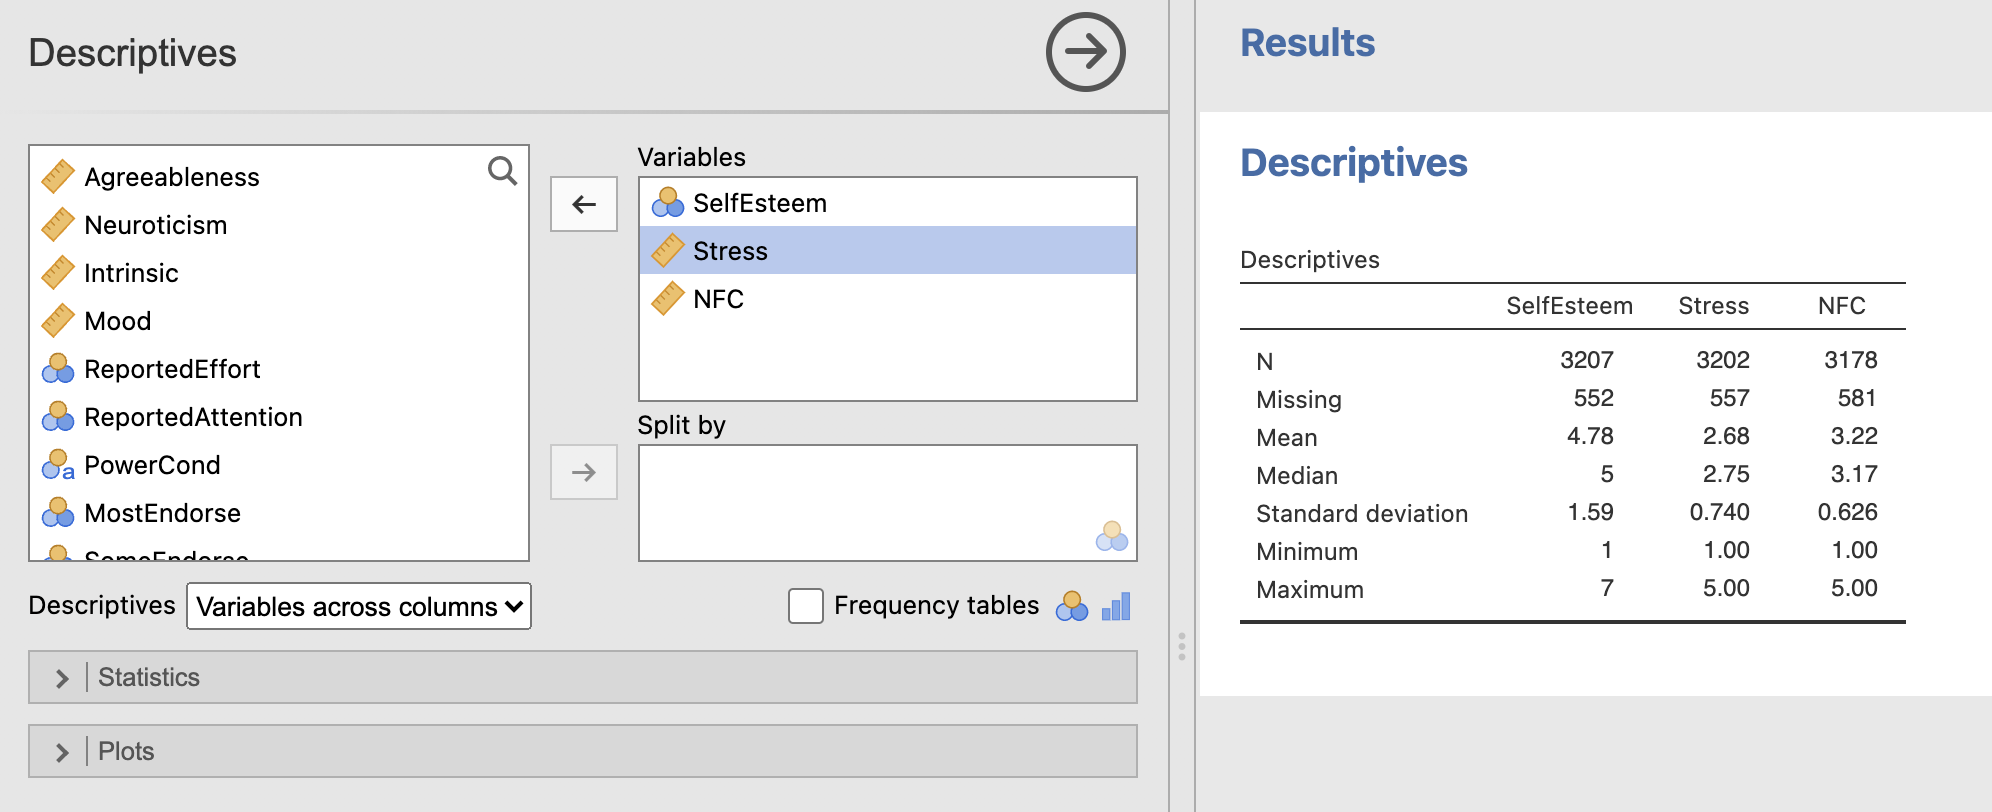 Descriptives
Agreeableness
Neuroticism
Intrinsic
Mood
ReportedEffort
ReportedAttention
PowerCond
MostEndorse
SomeEndorse
Variables
SelfEsteem
Stress
NFC
Split by
Descriptives Variables across columns
Frequency tables
Statistics
Plots
Results
Descriptives
Descriptives
SelfEsteem Stress NFC
N 3207 3202 3178
Missing 552 557 581
Mean 4.78 2.68 3.22
Median 5 2.75 3.17
Standard deviation 1.59 0.740 0.626
Minimum 1 1.00 1.00
Maximum 7 5.00 5.00